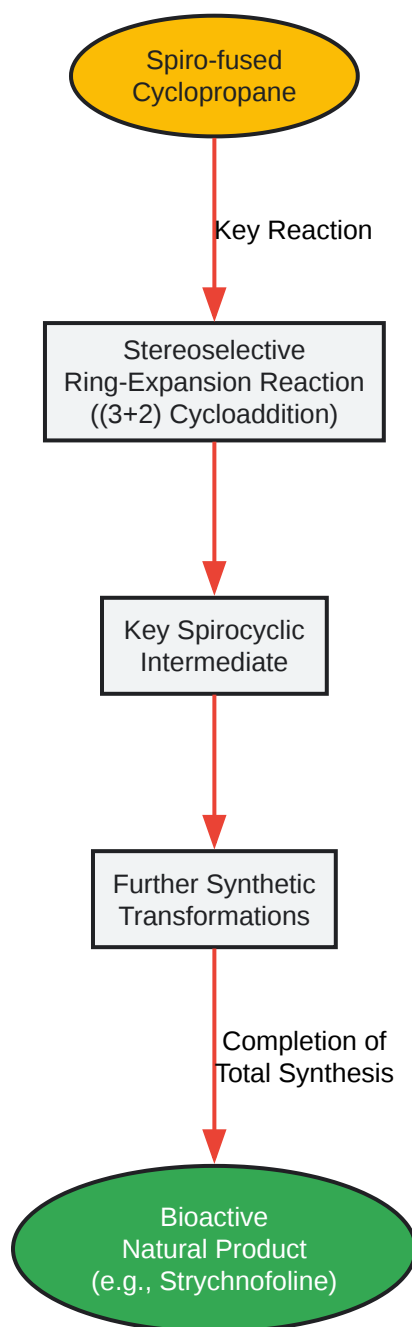 Spiro-fused
Cyclopropane
Key Reaction
Stereoselective
Ring-Expansion Reaction
((3+2) Cycloaddition)
Key Spirocyclic
Intermediate
Further Synthetic
Transformations
Completion of
Total Synthesis
Bioactive
Natural Product
(e.g., Strychnofoline)